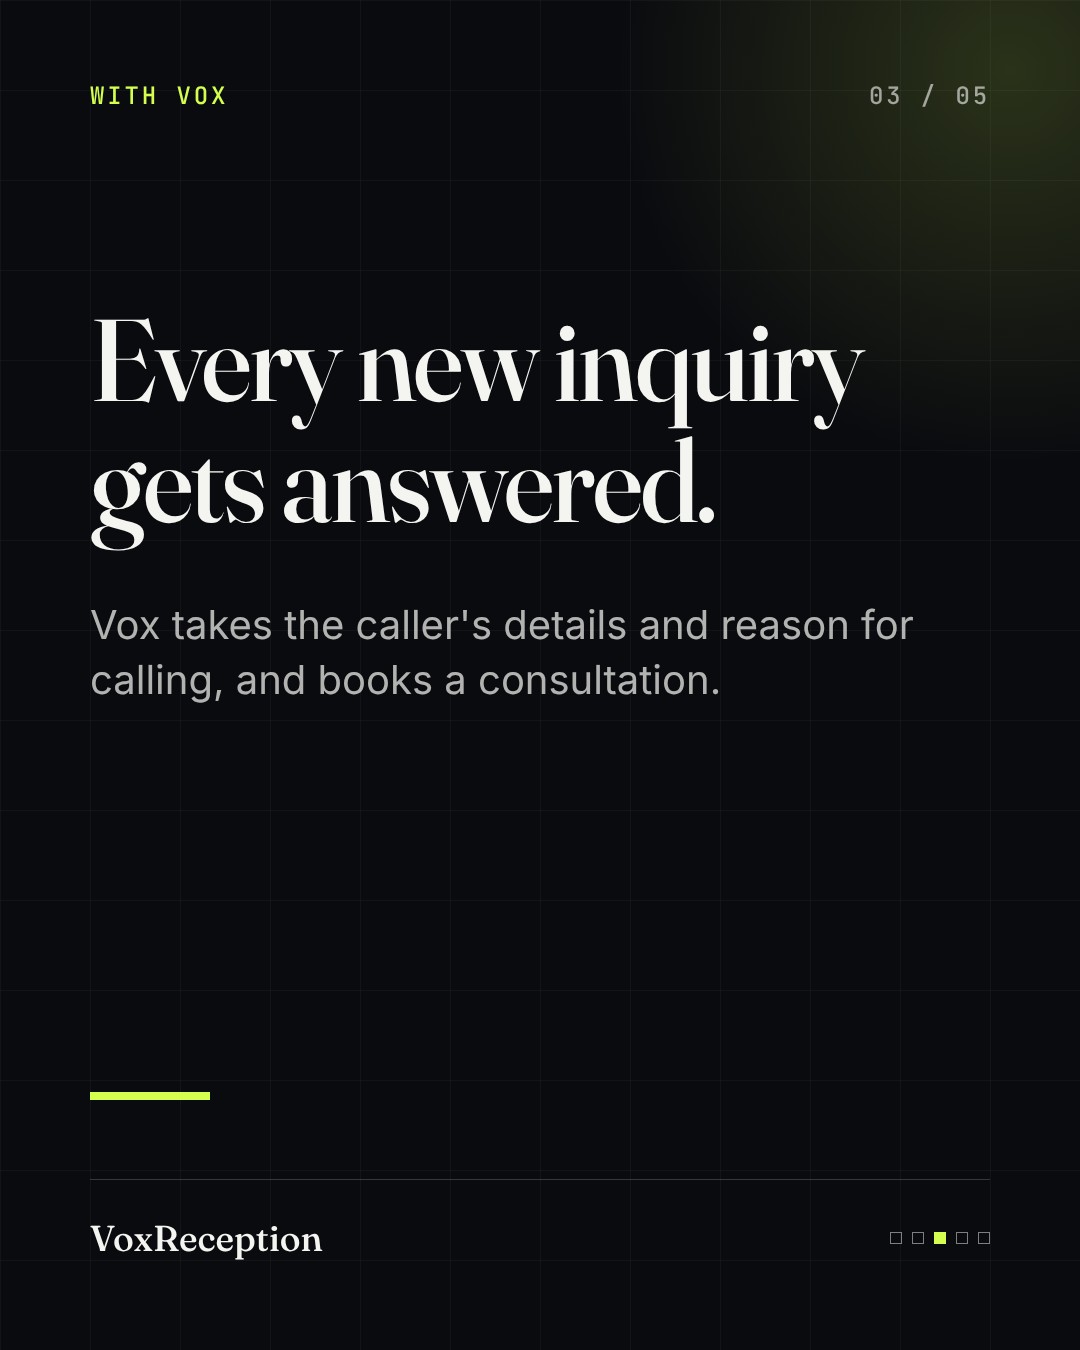 WITH VOX
03 / 05
Every new inquiry
gets answered.
Vox takes the caller's details and reason for
calling, and books a consultation.
VoxReception